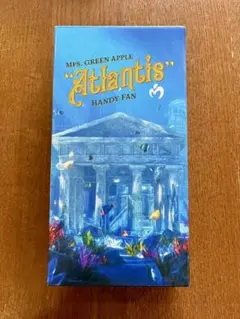 MRS. GREEN APPLE
"Atlantis"
HANDY FAN